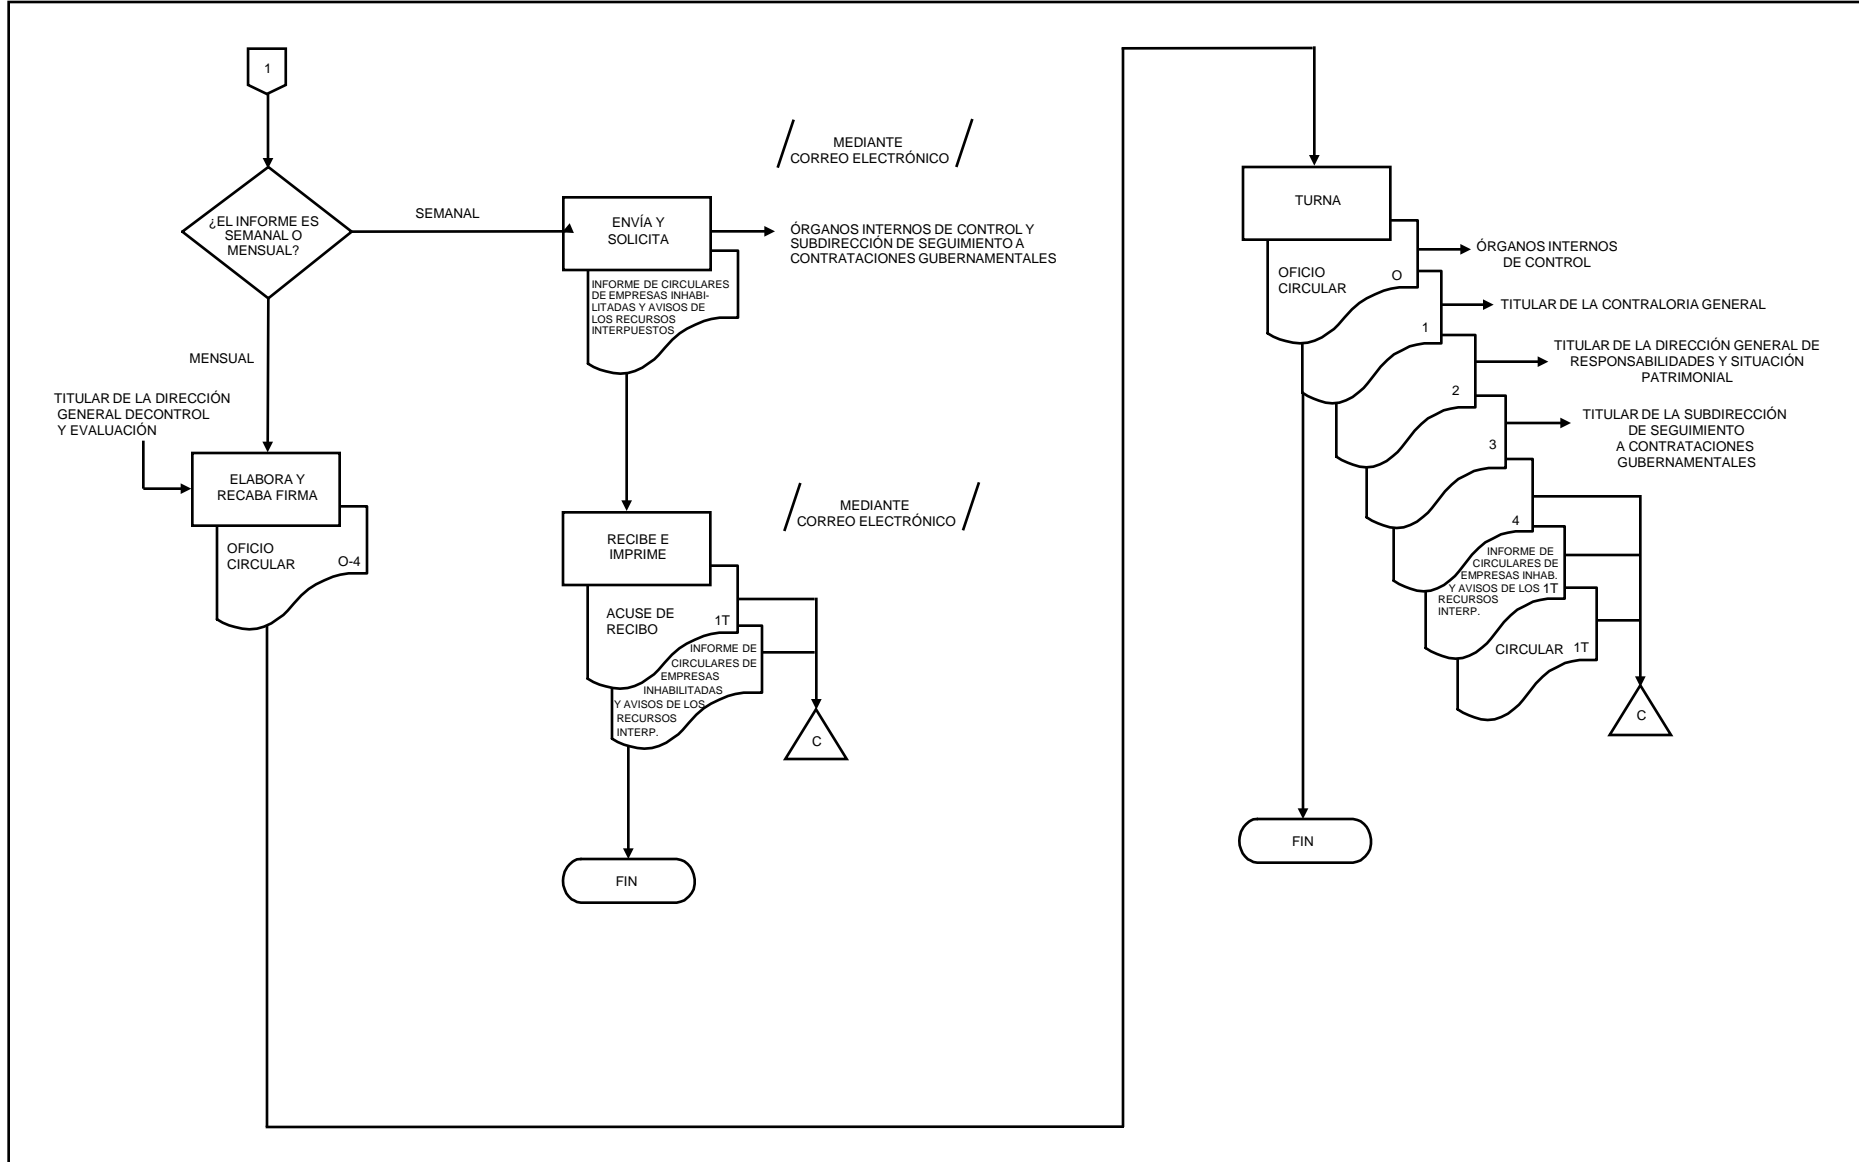 1
¿EL INFORME ES
SEMANAL O
MENSUAL?
SEMANAL
MENSUAL
TITULAR DE LA DIRECCIÓN
GENERAL DECONTROL
Y EVALUACIÓN
ELABORA Y
RECABA FIRMA
OFICIO
CIRCULAR
O-4
MEDIANTE
CORREO ELECTRÓNICO
ENVÍA Y
SOLICITA
ÓRGANOS INTERNOS DE CONTROL Y
SUBDIRECCIÓN DE SEGUIMIENTO A
CONTRATACIONES GUBERNAMENTALES
INFORME DE CIRCULARES
DE EMPRESAS INHABI-
LITADAS Y AVISOS DE
LOS RECURSOS
INTERPUESTOS
MEDIANTE
CORREO ELECTRÓNICO
RECIBE E
IMPRIME
ACUSE DE
RECIBO
1T
INFORME DE
CIRCULARES DE
EMPRESAS
INHABILITADAS
Y AVISOS DE LOS
RECURSOS
INTERP.
C
FIN
TURNA
OFICIO
CIRCULAR
O
ÓRGANOS INTERNOS
DE CONTROL
1
TITULAR DE LA CONTRALORIA GENERAL
2
TITULAR DE LA DIRECCIÓN GENERAL DE
RESPONSABILIDADES Y SITUACIÓN
PATRIMONIAL
3
TITULAR DE LA SUBDIRECCIÓN
DE SEGUIMIENTO
A CONTRATACIONES
GUBERNAMENTALES
4
INFORME DE
CIRCULARES DE
EMPRESAS INHAB.
Y AVISOS DE LOS 1T
RECURSOS
INTERP.
CIRCULAR 1T
C
FIN